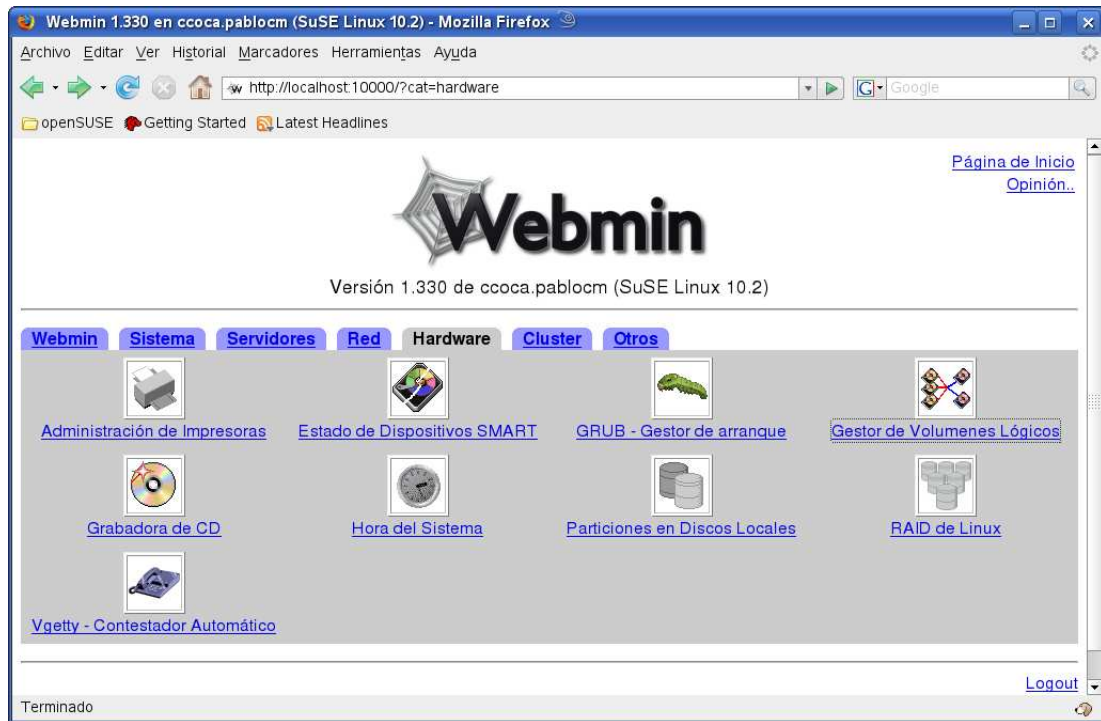 Webmin 1.330 en ccoca.pablocm (SuSE Linux 10.2) - Mozilla Firefox
Archivo Editar Ver Historial Marcadores Herramientas Ayuda
http://localhost:10000/?cat=hardware
G Google
openSUSE Getting Started Latest Headlines
Página de Inicio
Opinión..
Webmin
Versión 1.330 de ccoca.pablocm (SuSE Linux 10.2)
Webmin Sistema Servidores Red Hardware Cluster Otros
Administración de Impresoras Estado de Dispositivos SMART GRUB - Gestor de arranque Gestor de Volumenes Lógicos
Grabadora de CD Hora del Sistema Particiones en Discos Locales RAID de Linux
Vgetty - Contestador Automático
Logout
Terminado